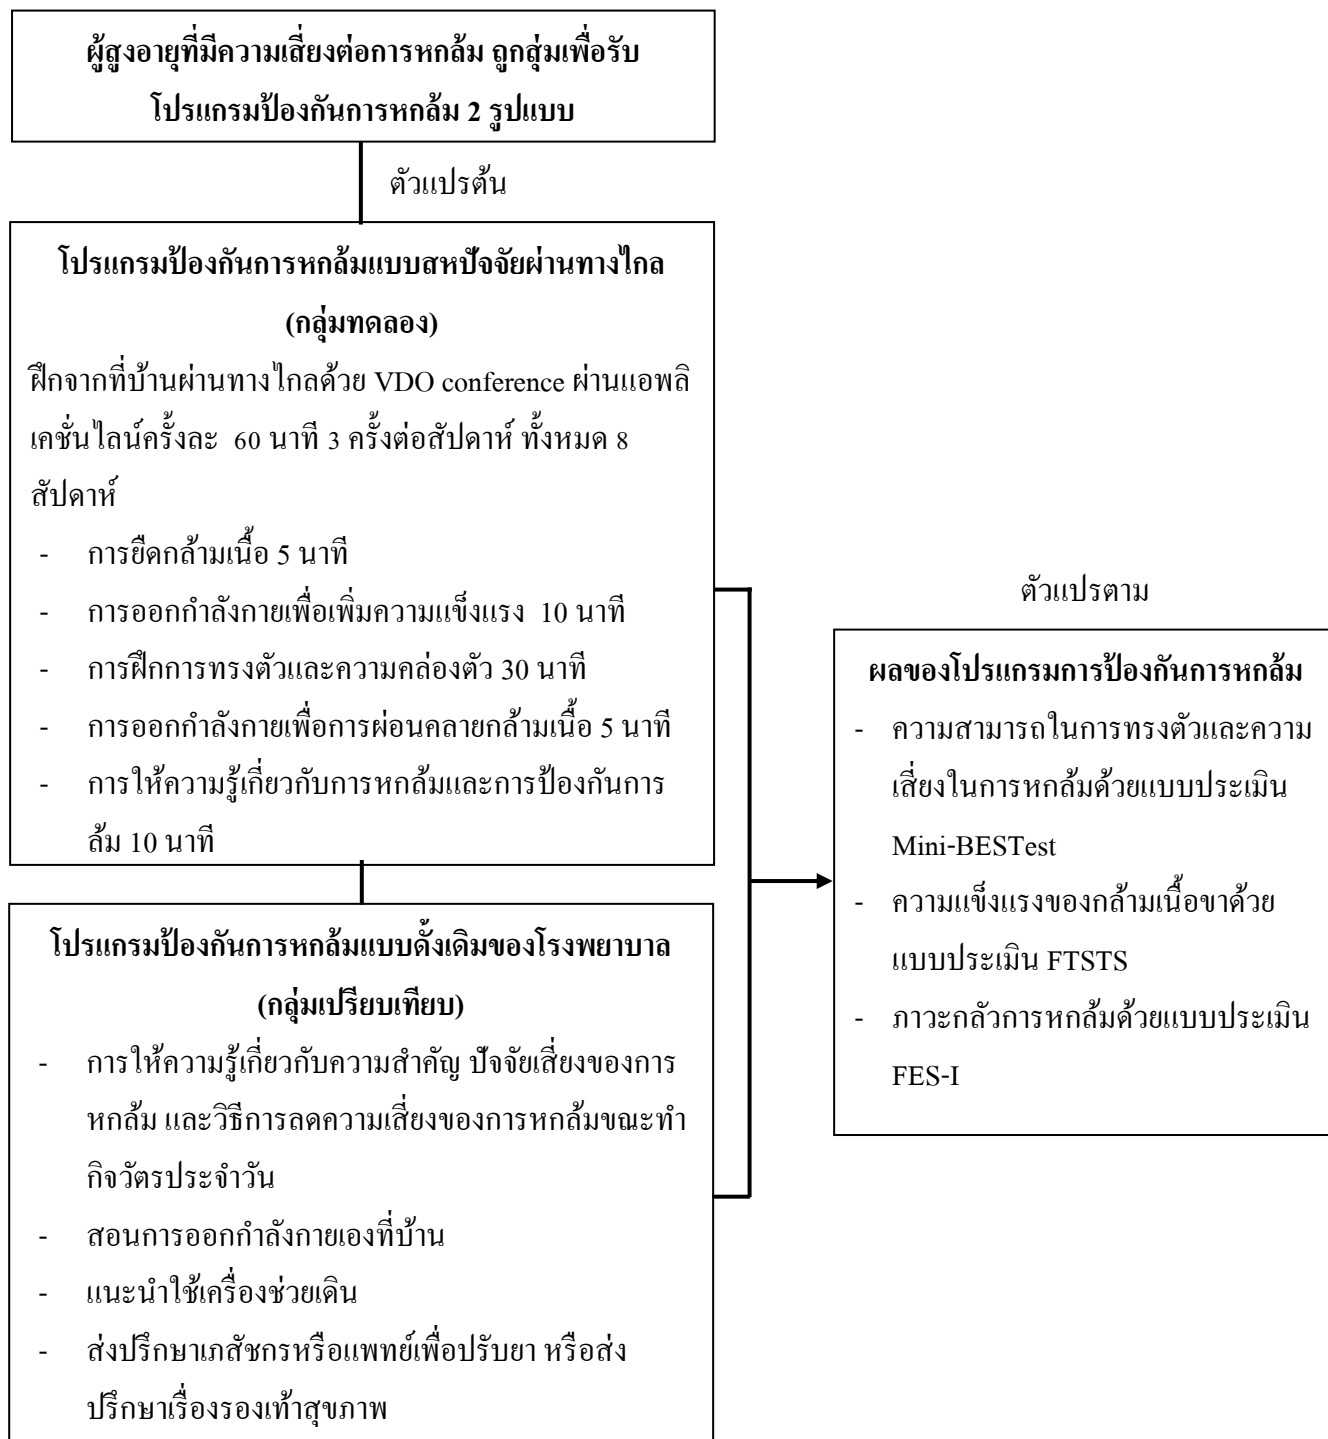 ผู้สูงอายุที่มีความเสี่ยงต่อการหกล้ม ถูกสุ่มเพื่อรับ
โปรแกรมป้องกันการหกล้ม 2 รูปแบบ
ตัวแปรต้น
โปรแกรมป้องกันการหกล้มแบบสหปัจจัยผ่านทางไกล
(กลุ่มทดลอง)
ฝึกจากที่บ้านผ่านทางไกลด้วย VDO conference ผ่านแอพลิ
เคชั่นไลน์ครั้งละ 60 นาที 3 ครั้งต่อสัปดาห์ ทั้งหมด 8
สัปดาห์
- การยืดกล้ามเนื้อ 5 นาที
- การออกกำลังกายเพื่อเพิ่มความแข็งแรง 10 นาที
- การฝึกการทรงตัวและความคล่องตัว 30 นาที
- การออกกำลังกายเพื่อการผ่อนคลายกล้ามเนื้อ 5 นาที
- การให้ความรู้เกี่ยวกับการหกล้มและการป้องกันการ
ล้ม 10 นาที
โปรแกรมป้องกันการหกล้มแบบดั้งเดิมของโรงพยาบาล
(กลุ่มเปรียบเทียบ)
- การให้ความรู้เกี่ยวกับความสำคัญ ปัจจัยเสี่ยงของการ
หกล้ม และวิธีการลดความเสี่ยงของการหกล้มขณะทำ
กิจวัตรประจำวัน
- สอนการออกกำลังกายเองที่บ้าน
- แนะนำใช้เครื่องช่วยเดิน
- ส่งปรึกษาเภสัชกรหรือแพทย์เพื่อปรับยา หรือส่ง
ปรึกษาเรื่องรองเท้าสุขภาพ
ตัวแปรตาม
ผลของโปรแกรมการป้องกันการหกล้ม
- ความสามารถในการทรงตัวและความ
เสี่ยงในการหกล้มด้วยแบบประเมิน
Mini-BESTest
- ความแข็งแรงของกล้ามเนื้อขาด้วย
แบบประเมิน FTSTS
- ภาวะกลัวการหกล้มด้วยแบบประเมิน
FES-I